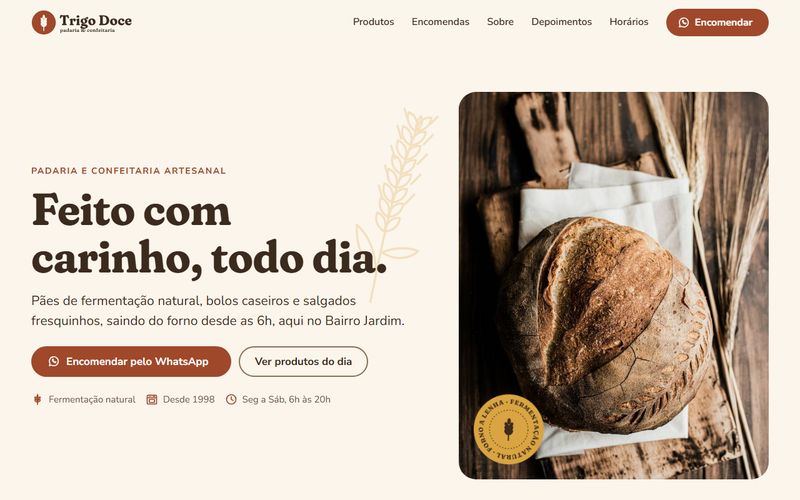 Trigo Doce
padaria & confeitaria
Produtos
Encomendas
Sobre
Depoimentos
Horários
Encomendar
PADARIA E CONFEITARIA ARTESANAL
Feito com
carinho, todo dia.
Pães de fermentação natural, bolos caseiros e salgados
fresquinhos, saindo do forno desde as 6h, aqui no Bairro Jardim.
Encomendar pelo WhatsApp
Ver produtos do dia
Fermentação natural
Desde 1998
Seg a Sáb, 6h às 20h
FORNO A LENHA · FERMENTAÇÃO NATURAL ·